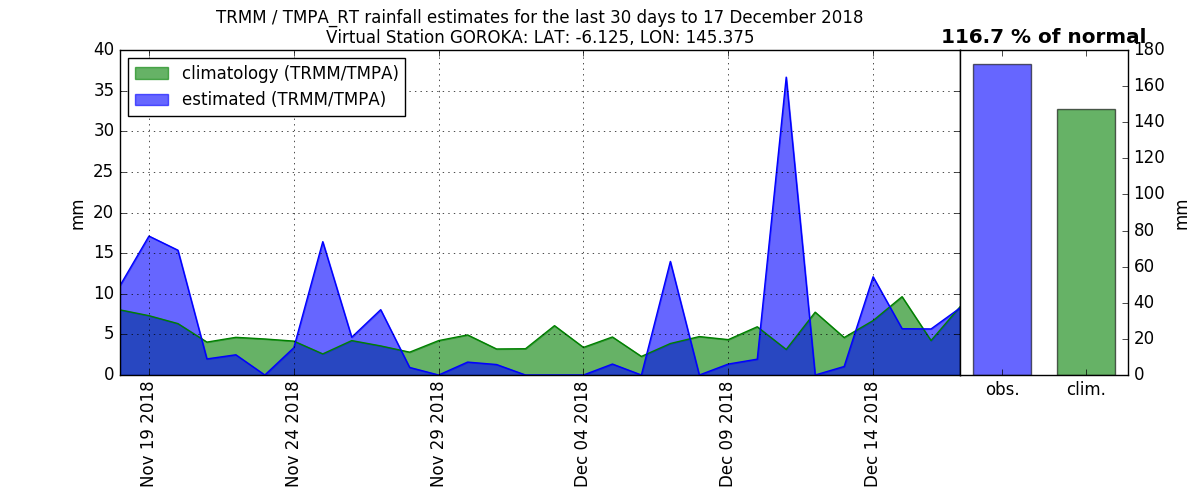 TRMM / TMPA_RT rainfall estimates for the last 30 days to 17 December 2018
Virtual Station GOROKA: LAT: -6.125, LON: 145.375
116.7 % of normal
climatology (TRMM/TMPA)
estimated (TRMM/TMPA)
mm
40
35
30
25
20
15
10
5
0
Nov 19 2018
Nov 24 2018
Nov 29 2018
Dec 04 2018
Dec 09 2018
Dec 14 2018
obs.
clim.
180
160
140
120
100
80
60
40
20
0
mm